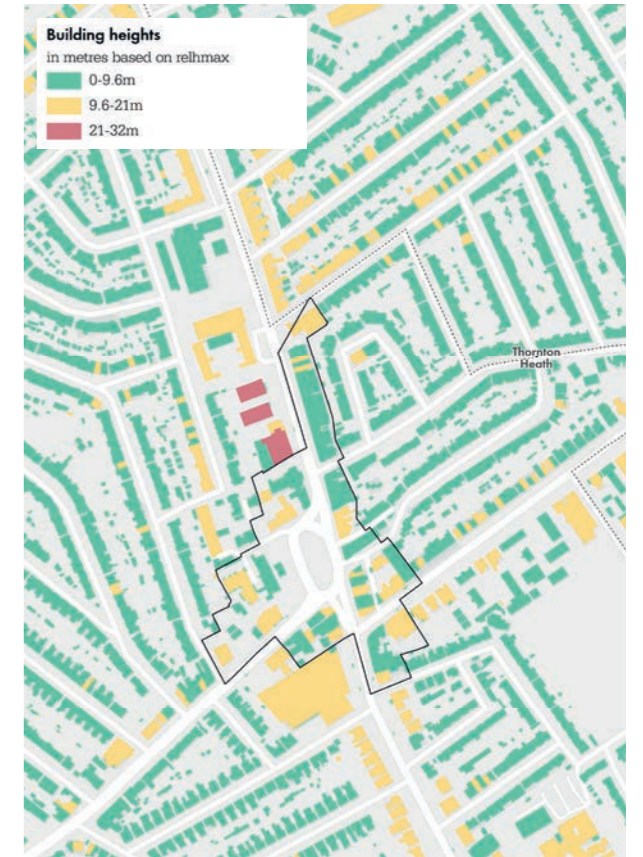 Building heights
in metres based on relhmax
0-9.6m
9.6-21m
21-32m
Thornton
Heath